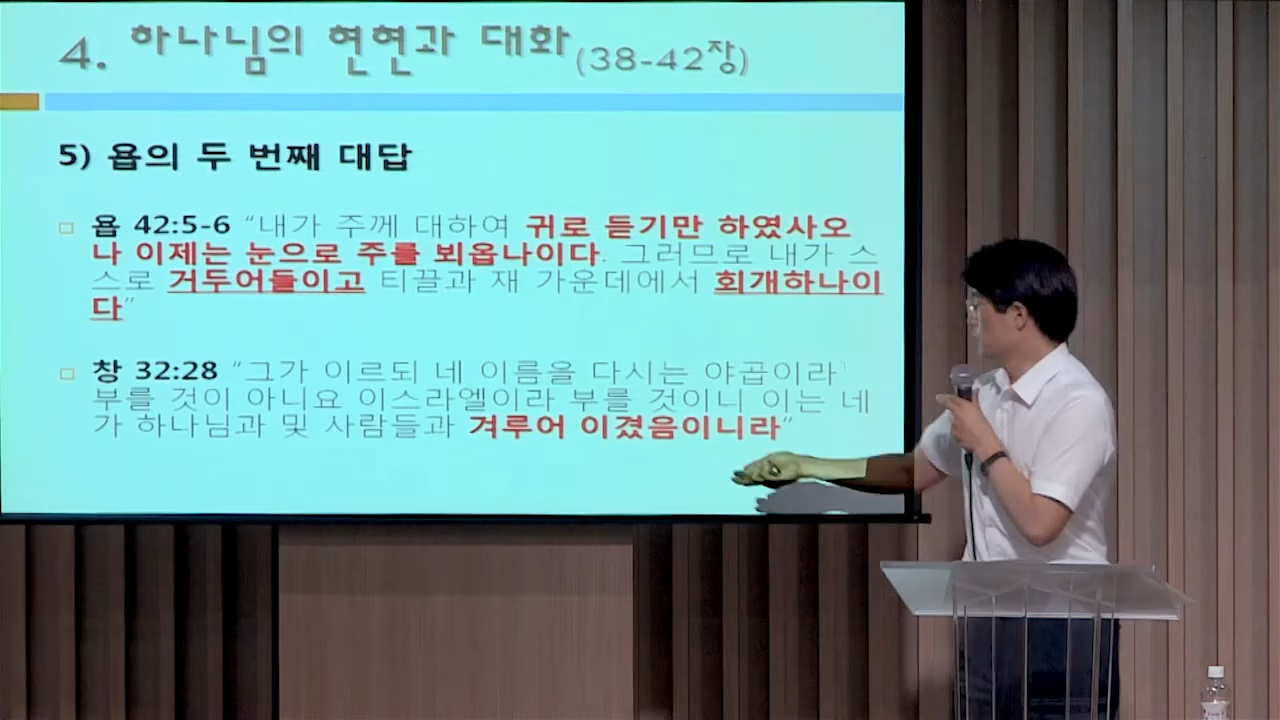 4. 하나님의 현현과 대화(38-42장)
5) 욥의 두 번째 대답
욥 42:5-6 “내가 주께 대하여 귀로 듣기만 하였사오
나 이제는 눈으로 주를 뵈옵나이다. 그러므로 내가 스
스로 거두어들이고 티끌과 재 가운데에서 회개하나이
다”
창 32:28 “그가 이르되 네 이름을 다시는 야곱이라
부를 것이 아니요 이스라엘이라 부를 것이니 이는 네
가 하나님과 및 사람들과 겨루어 이겼음이니라”